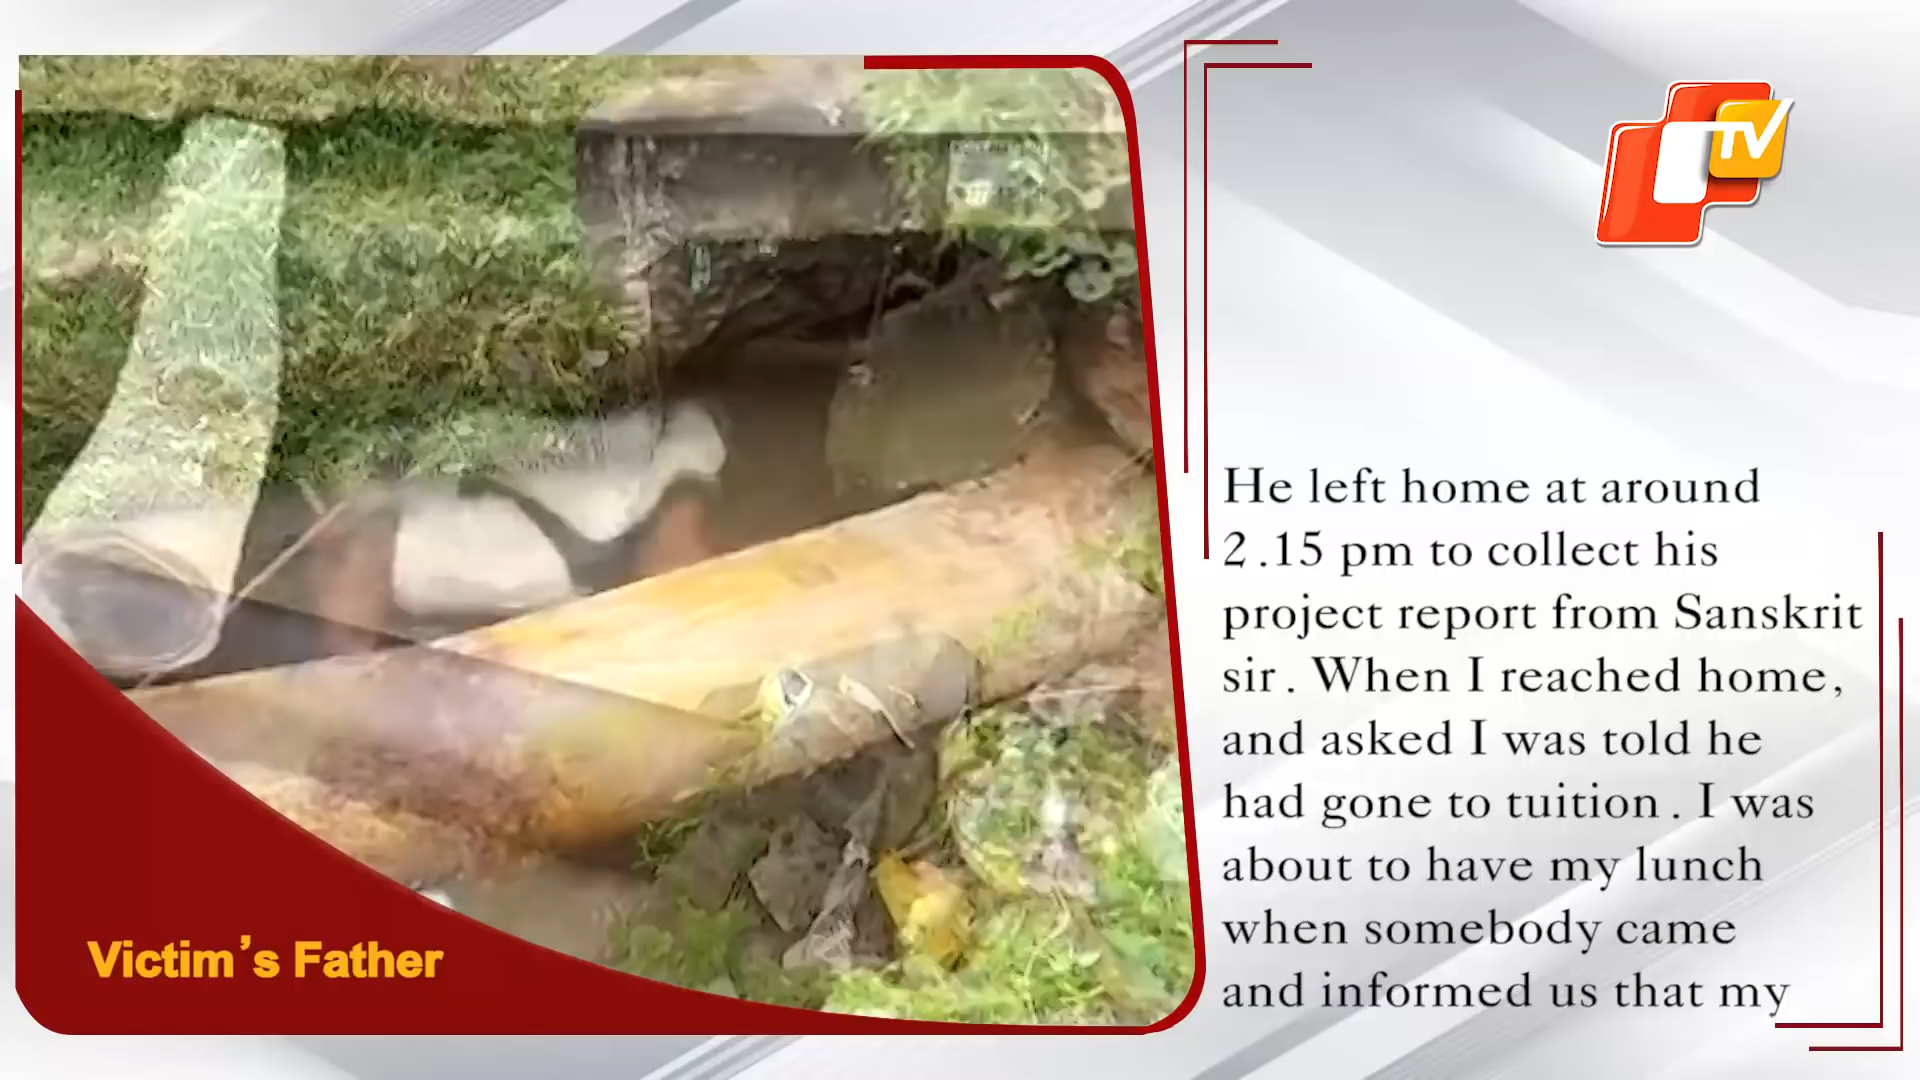 TV
He left home at around
2.15 pm to collect his
project report from Sanskrit
sir. When I reached home,
and asked I was told he
had gone to tuition. I was
about to have my lunch
when somebody came
and informed us that my
Victim's Father